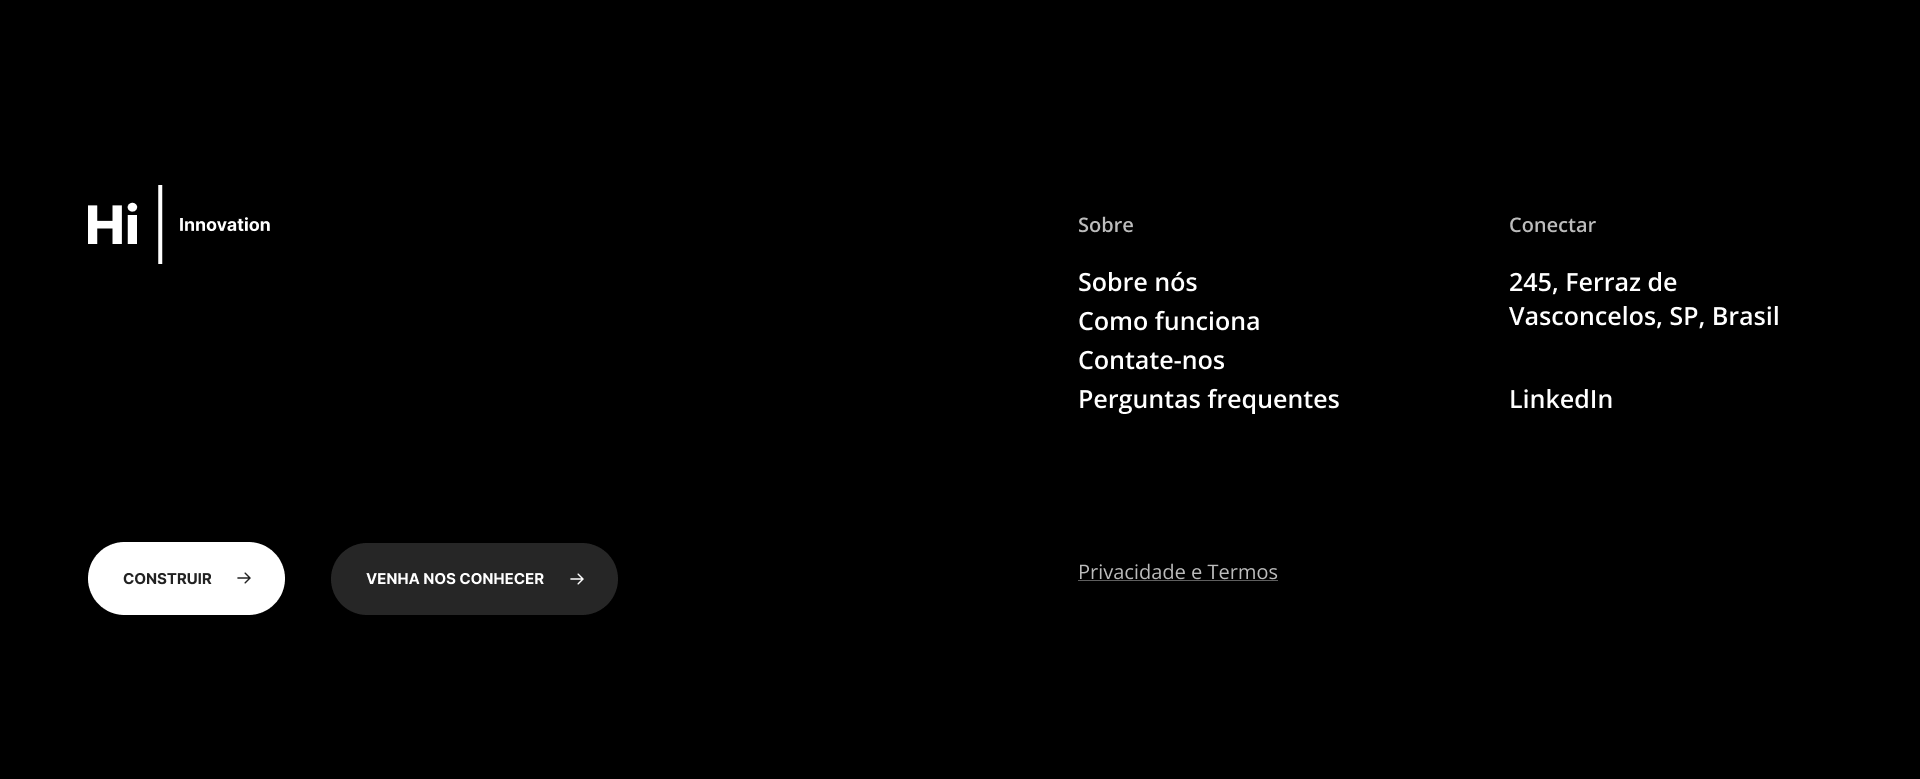 Hi
Innovation
Sobre
Sobre nós
Como funciona
Contate-nos
Perguntas frequentes
Conectar
245, Ferraz de
Vasconcelos, SP, Brasil
LinkedIn
CONSTRUIR
VENHA NOS CONHECER
Privacidade e Termos